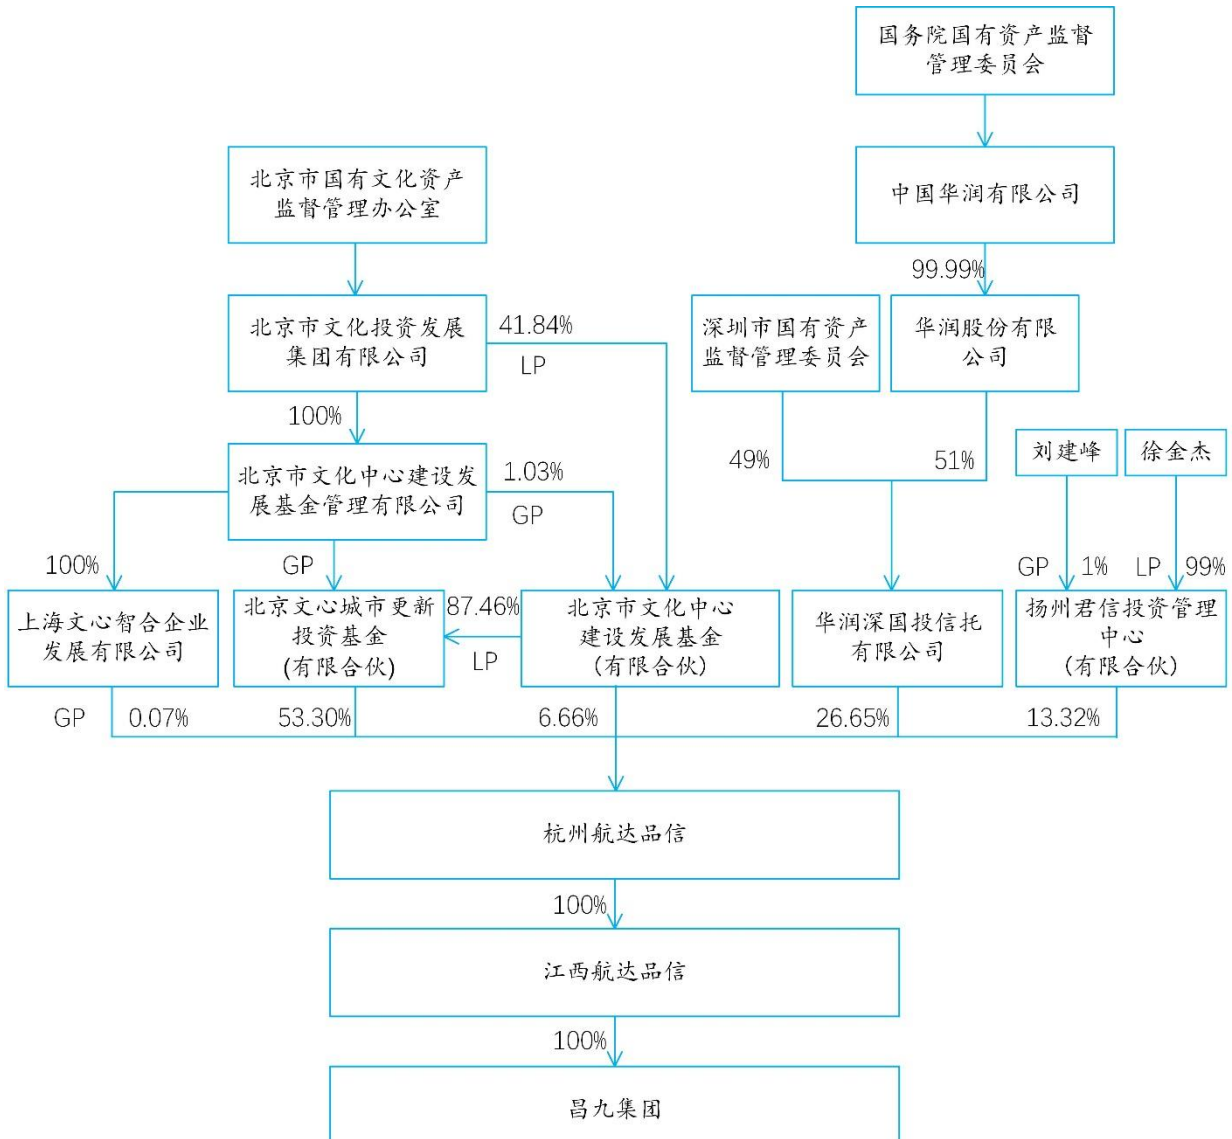 国务院国有资产监督
管理委员会
北京市国有文化资产
监督管理办公室
中国华润有限公司
99.99%
北京市文化投资发展
集团有限公司
41.84%
LP
深圳市国有资产
监督管理委员会
华润股份有限
公司
100%
北京市文化中心建设发
展基金管理有限公司
1.03%
GP
49%
51%
刘建峰
徐金杰
100%
GP
GP
1%
LP
99%
上海文心智合企业
发展有限公司
北京文心城市更新
投资基金
(有限合伙)
87.46%
LP
北京市文化中心
建设发展基金
(有限合伙)
华润深国投信托
有限公司
扬州君信投资管理
中心
(有限合伙)
GP
0.07%
53.30%
6.66%
26.65%
13.32%
杭州航达品信
100%
江西航达品信
100%
昌九集团